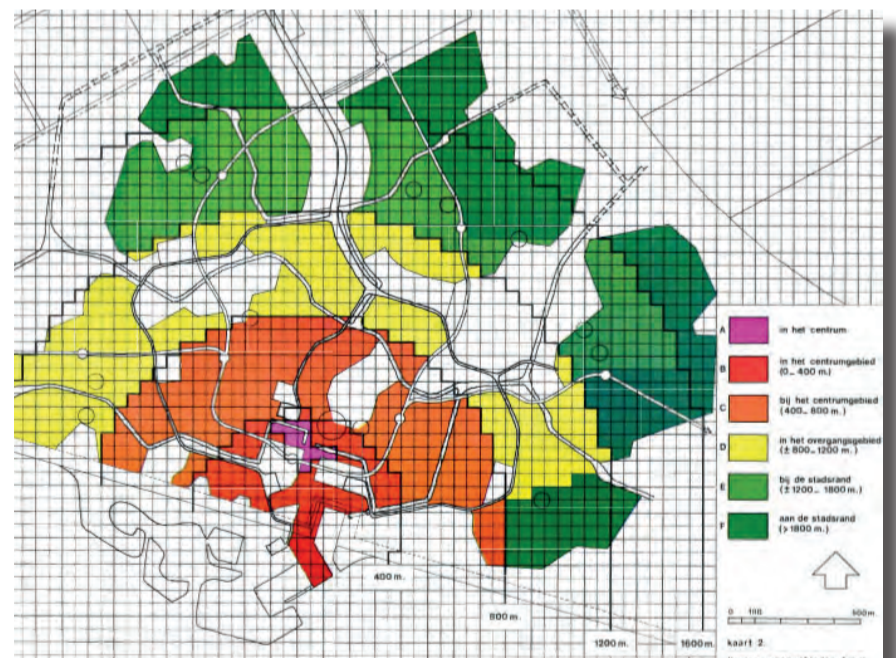 A in het centrum
B in het centrumgebied
(0–400 m.)
C bij het centrumgebied
(400–800 m.)
D in het overgangsgebied
(± 800–1200 m.)
E bij de stadsrand
(± 1200–1800 m.)
F aan de stadsrand
(>1800 m.)
400 m.
800 m.
1200 m.
1600 m.
0 100 500 m.
kaart 2